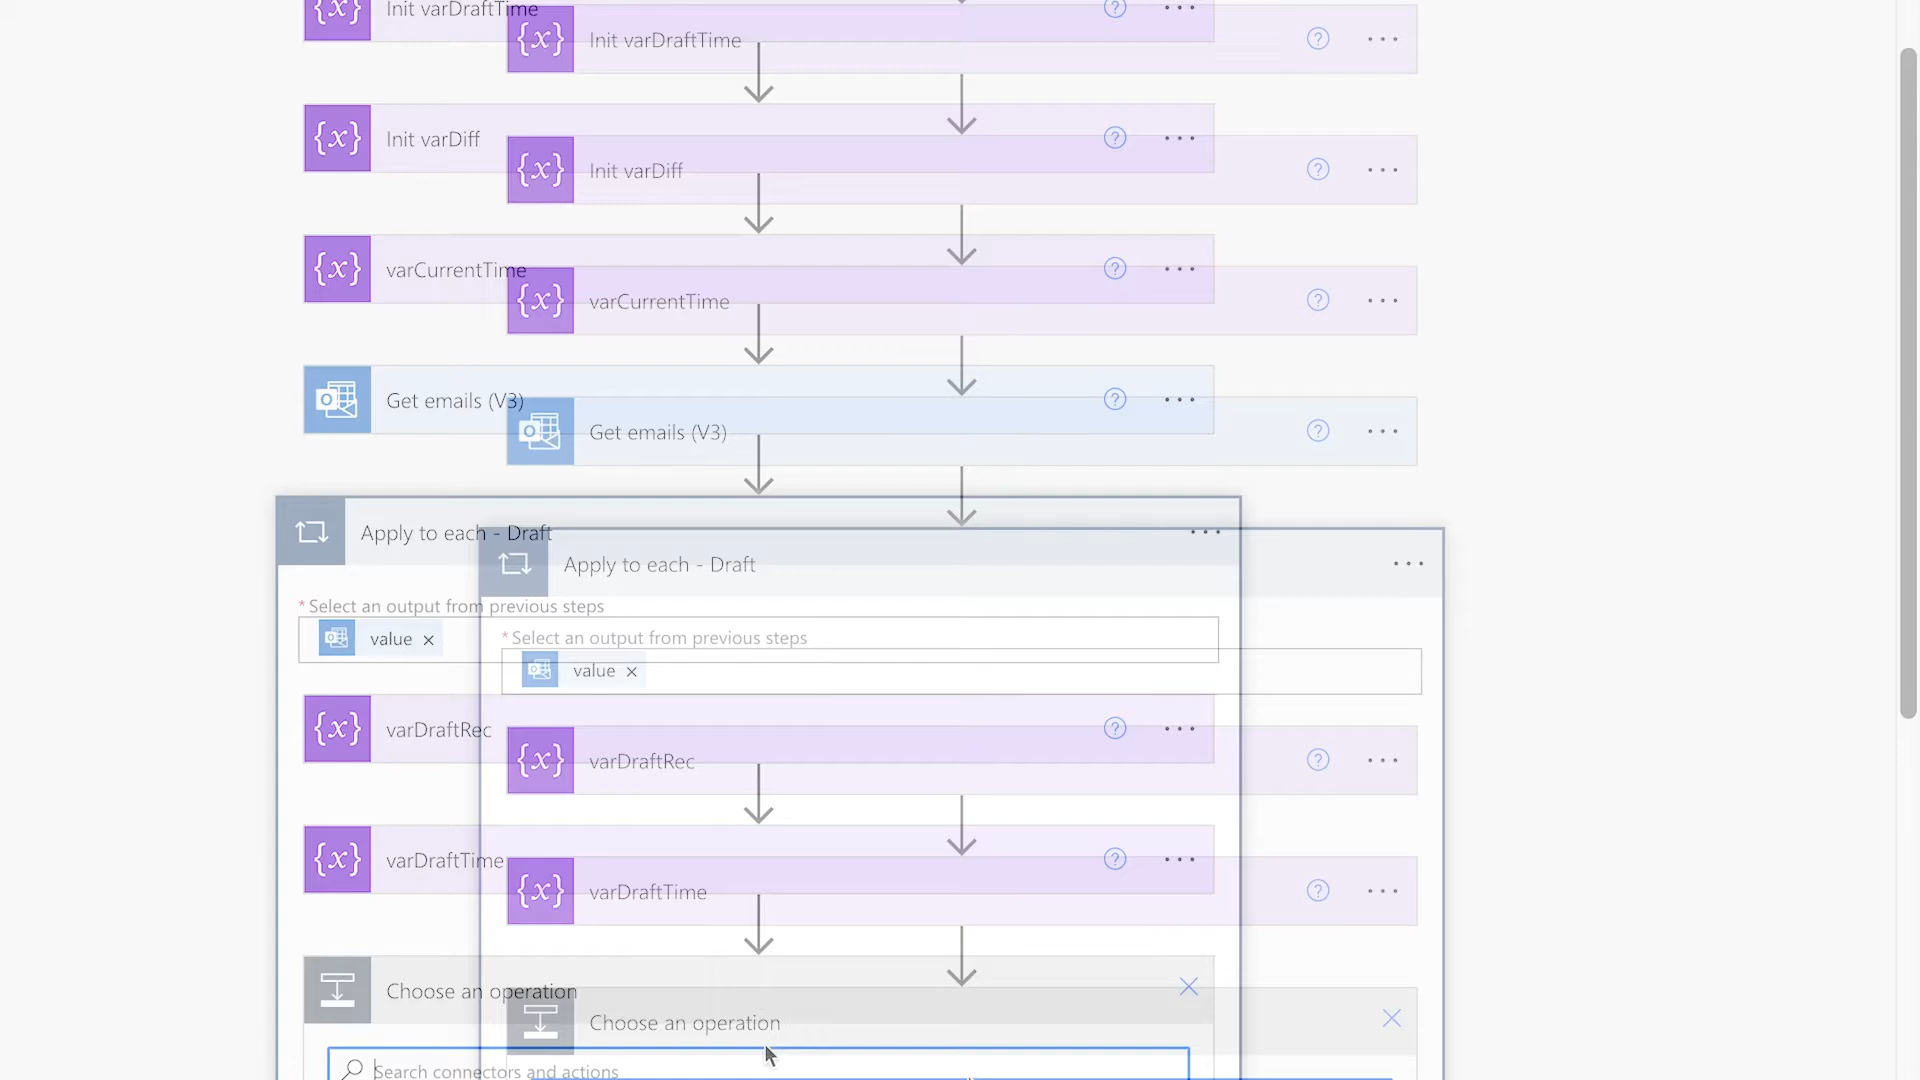 Init varDraftTime
Init varDraftTime
Init varDiff
Init varDiff
varCurrentTime
varCurrentTime
Get emails (V3)
Get emails (V3)
Apply to each - Draft
Apply to each - Draft
* Select an output from previous steps
* Select an output from previous steps
value ×
value ×
varDraftRec
varDraftRec
varDraftTime
varDraftTime
Choose an operation
Choose an operation
Search connectors and actions